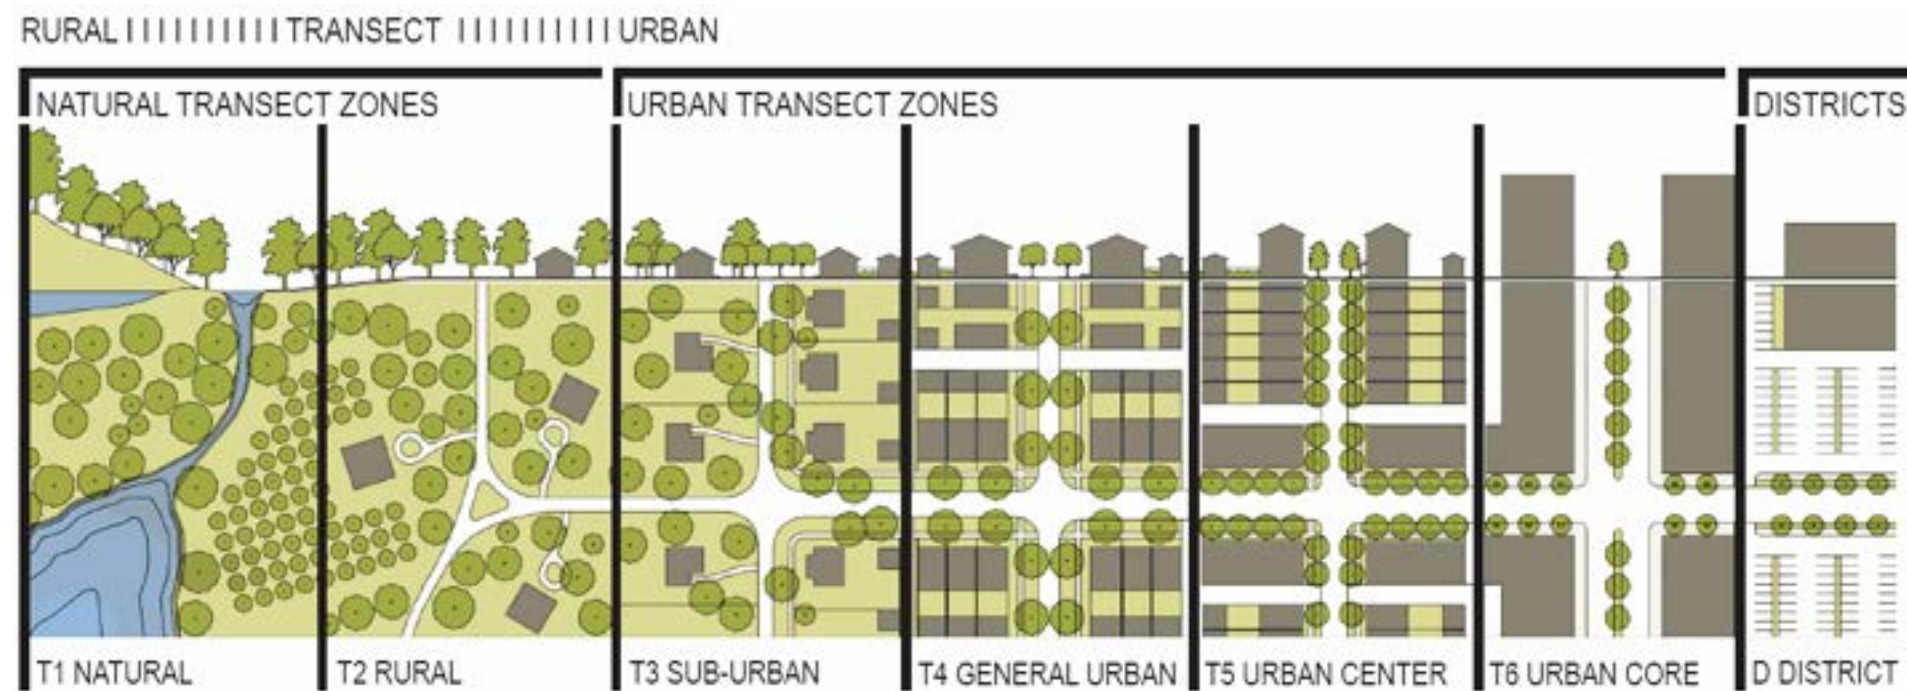 RURAL IIIIIIIIII TRANSECT IIIIIIIIII URBAN
NATURAL TRANSECT ZONES
URBAN TRANSECT ZONES
DISTRICTS
T1 NATURAL
T2 RURAL
T3 SUB-URBAN
T4 GENERAL URBAN
T5 URBAN CENTER
T6 URBAN CORE
D DISTRICT